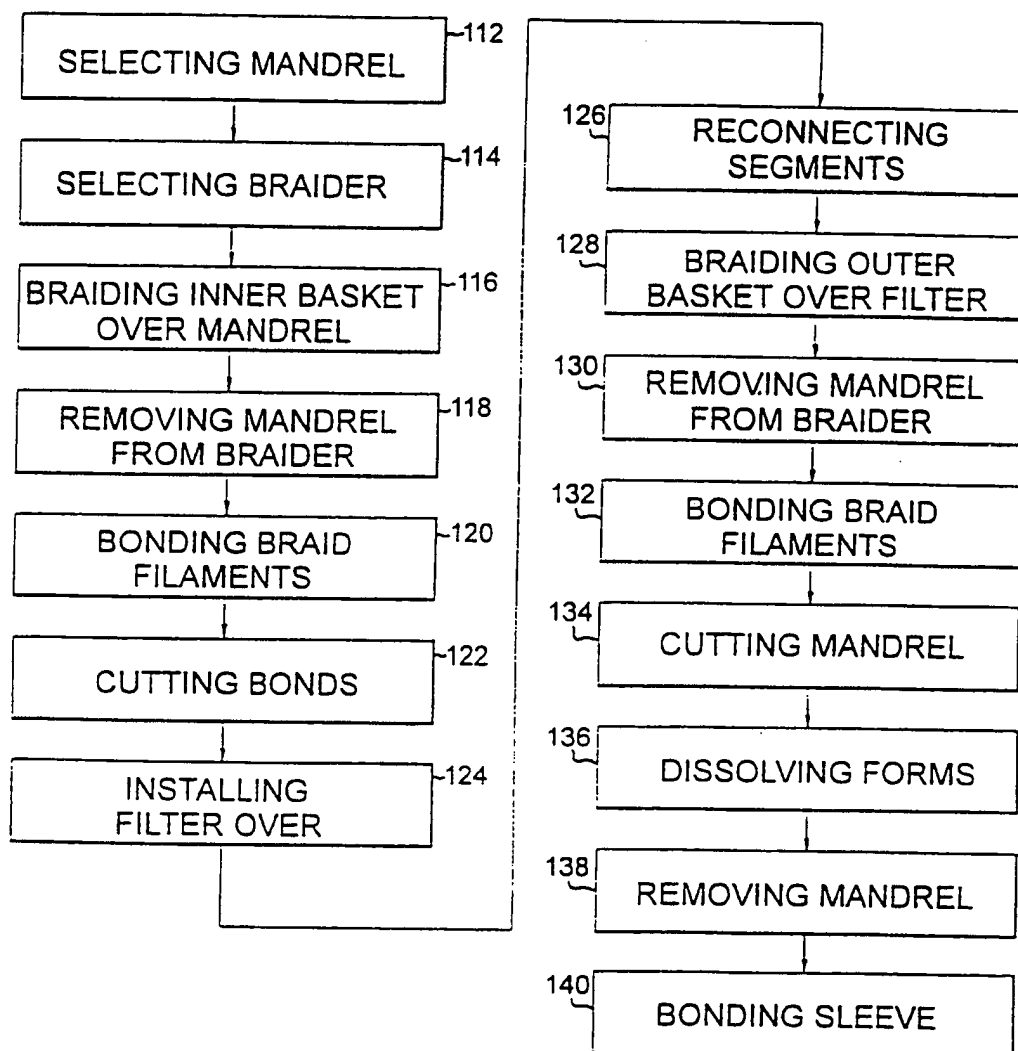 112
SELECTING MANDREL
114
SELECTING BRAIDER
116
BRAIDING INNER BASKET
OVER MANDREL
118
REMOVING MANDREL
FROM BRAIDER
120
BONDING BRAID
FILAMENTS
122
CUTTING BONDS
124
INSTALLING
FILTER OVER
126
RECONNECTING
SEGMENTS
128
BRAIDING OUTER
BASKET OVER FILTER
130
REMOVING MANDREL
FROM BRAIDER
132
BONDING BRAID
FILAMENTS
134
CUTTING MANDREL
136
DISSOLVING FORMS
138
REMOVING MANDREL
140
BONDING SLEEVE